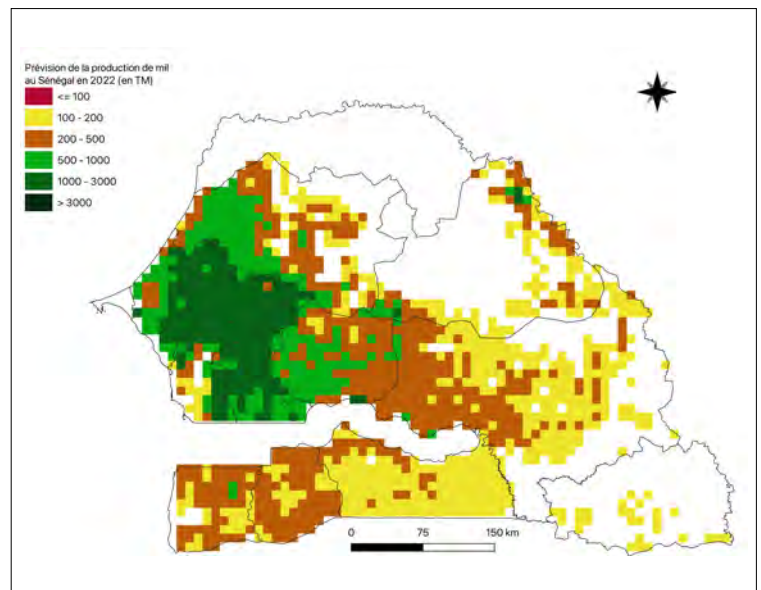 Prévision de la production de mil
au Sénégal en 2022 (en TM)
<= 100
100 - 200
200 - 500
500 - 1000
1000 - 3000
> 3000
0 75 150 km